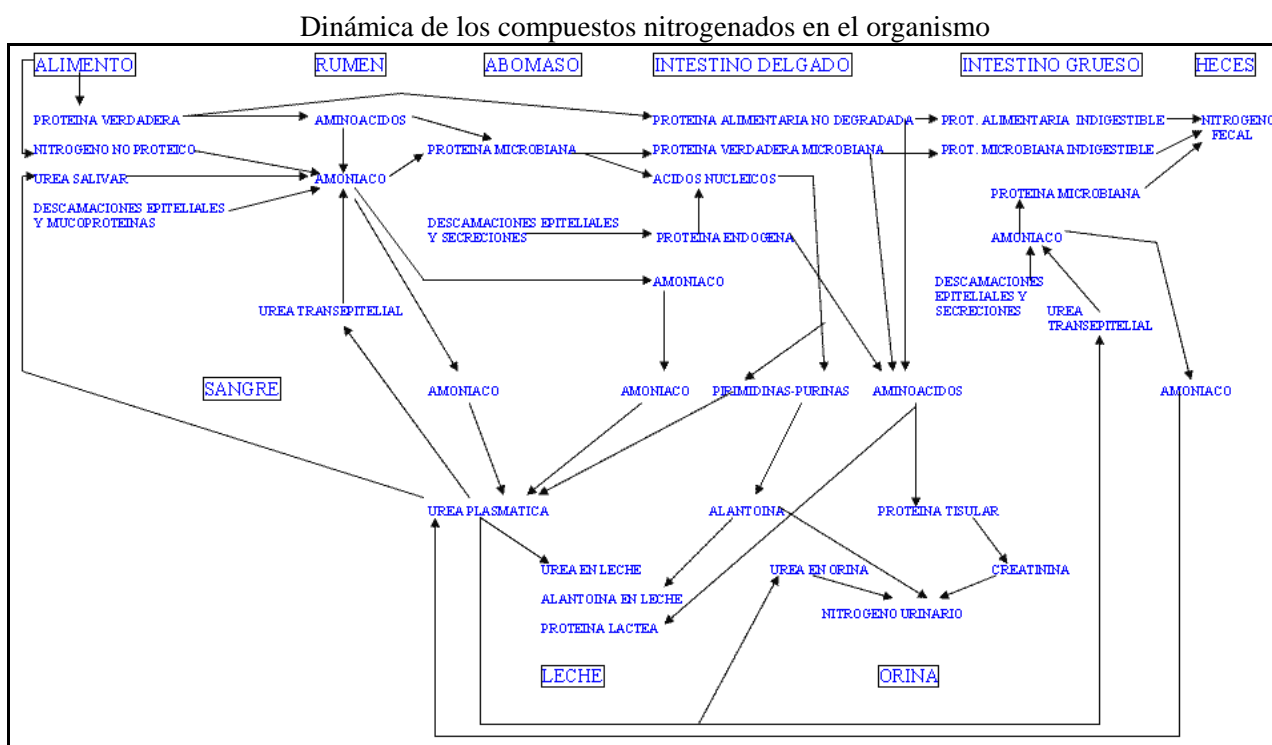 Dinámica de los compuestos nitrogenados en el organismo
ALIMENTO
RUMEN
ABOMASO
INTESTINO DELGADO
INTESTINO GRUESO
HECES
PROTEINA VERDADERA
AMINOACIDOS
PROTEINA ALIMENTARIA NO DEGRADADA
PROT. ALIMENTARIA INDIGESTIBLE
NITROGENO
FECAL
NITROGENO NO PROTEICO
PROTEINA MICROBIANA
PROTEINA VERDADERA MICROBIANA
PROT. MICROBIANA INDIGESTIBLE
UREA SALIVAR
AMONIACO
ACIDOS NUCLEICOS
PROTEINA MICROBIANA
DESCAMACIONES EPITELIALES
Y MUCOPROTEINAS
DESCAMACIONES EPITELIALES
Y SECRECIONES
PROTEINA ENDOGENA
AMONIACO
AMONIACO
DESCAMACIONES
EPITELIALES Y
SECRECIONES
UREA TRANSEPITELIAL
UREA
TRANSEPITELIAL
SANGRE
AMONIACO
AMONIACO
PIRIMIDINAS-PURINAS
AMINOACIDOS
AMONIACO
UREA PLASMATICA
ALANTOINA
PROTEINA TISULAR
UREA EN LECHE
UREA EN ORINA
CREATININA
ALANTOINA EN LECHE
NITROGENO URINARIO
PROTEINA LACTEA
LECHE
ORINA